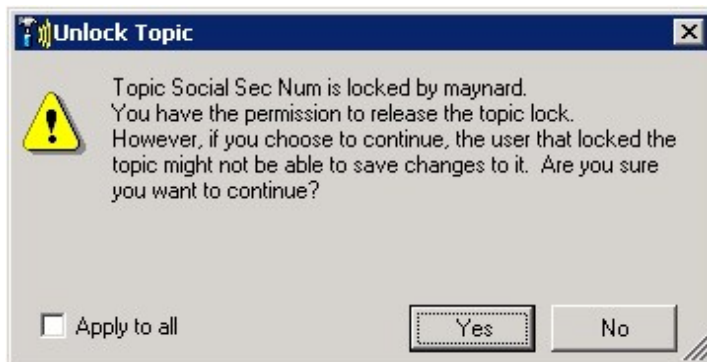 Unlock Topic
Topic Social Sec Num is locked by maynard.
You have the permission to release the topic lock.
However, if you choose to continue, the user that locked the
topic might not be able to save changes to it. Are you sure
you want to continue?
Apply to all
Yes
No